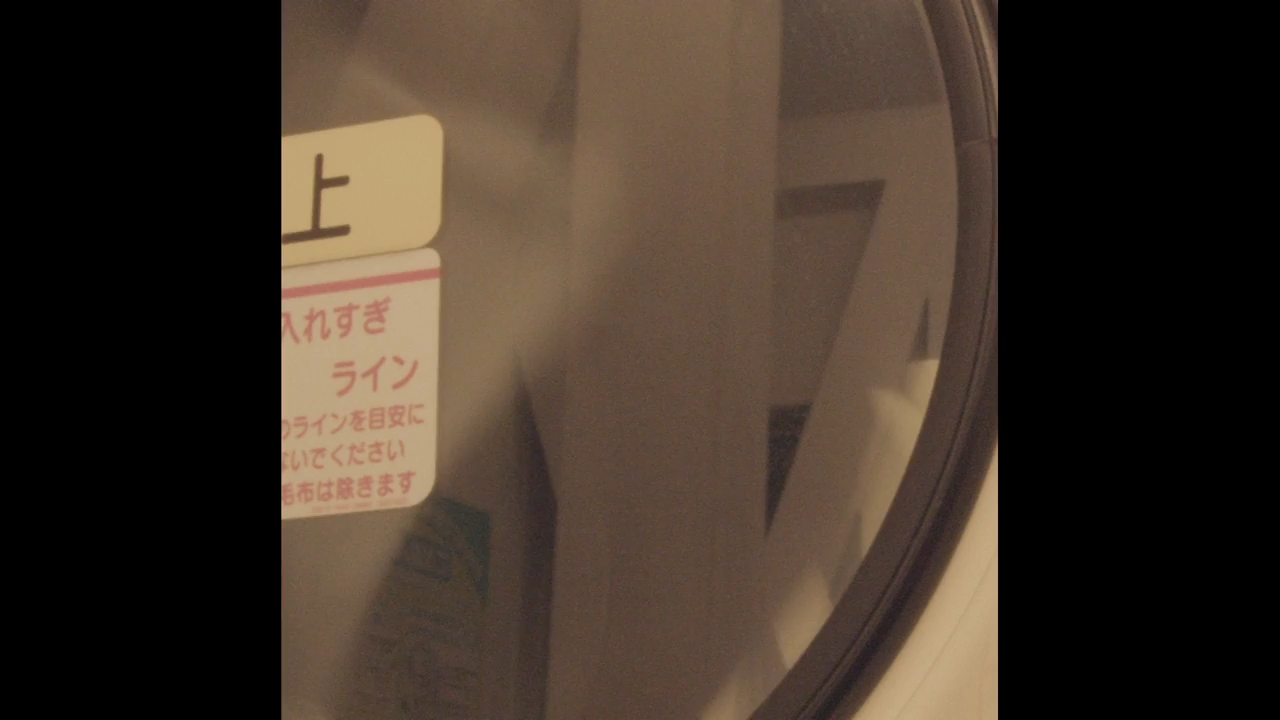 上
入れすぎ
ライン
のラインを目安に
ないでください
毛布は除きます